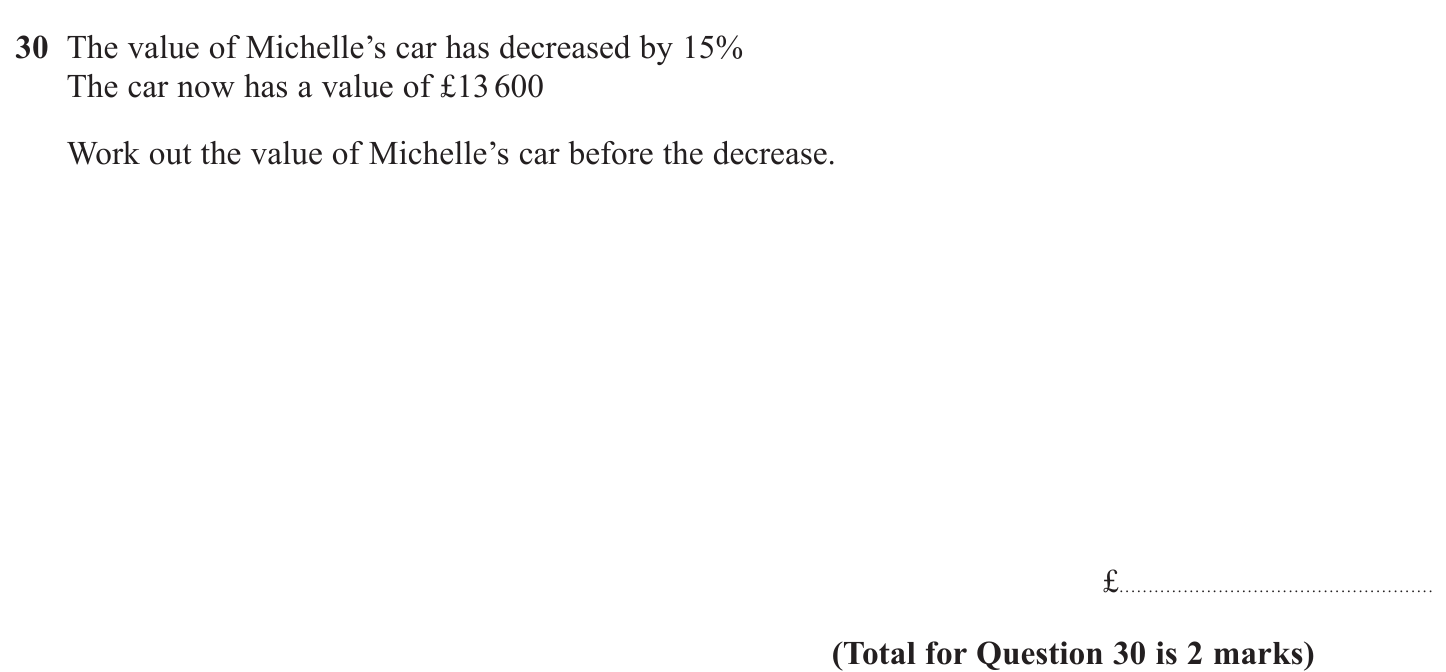 30 The value of Michelle’s car has decreased by 15%
The car now has a value of £13 600
Work out the value of Michelle’s car before the decrease.
£....................................................
(Total for Question 30 is 2 marks)